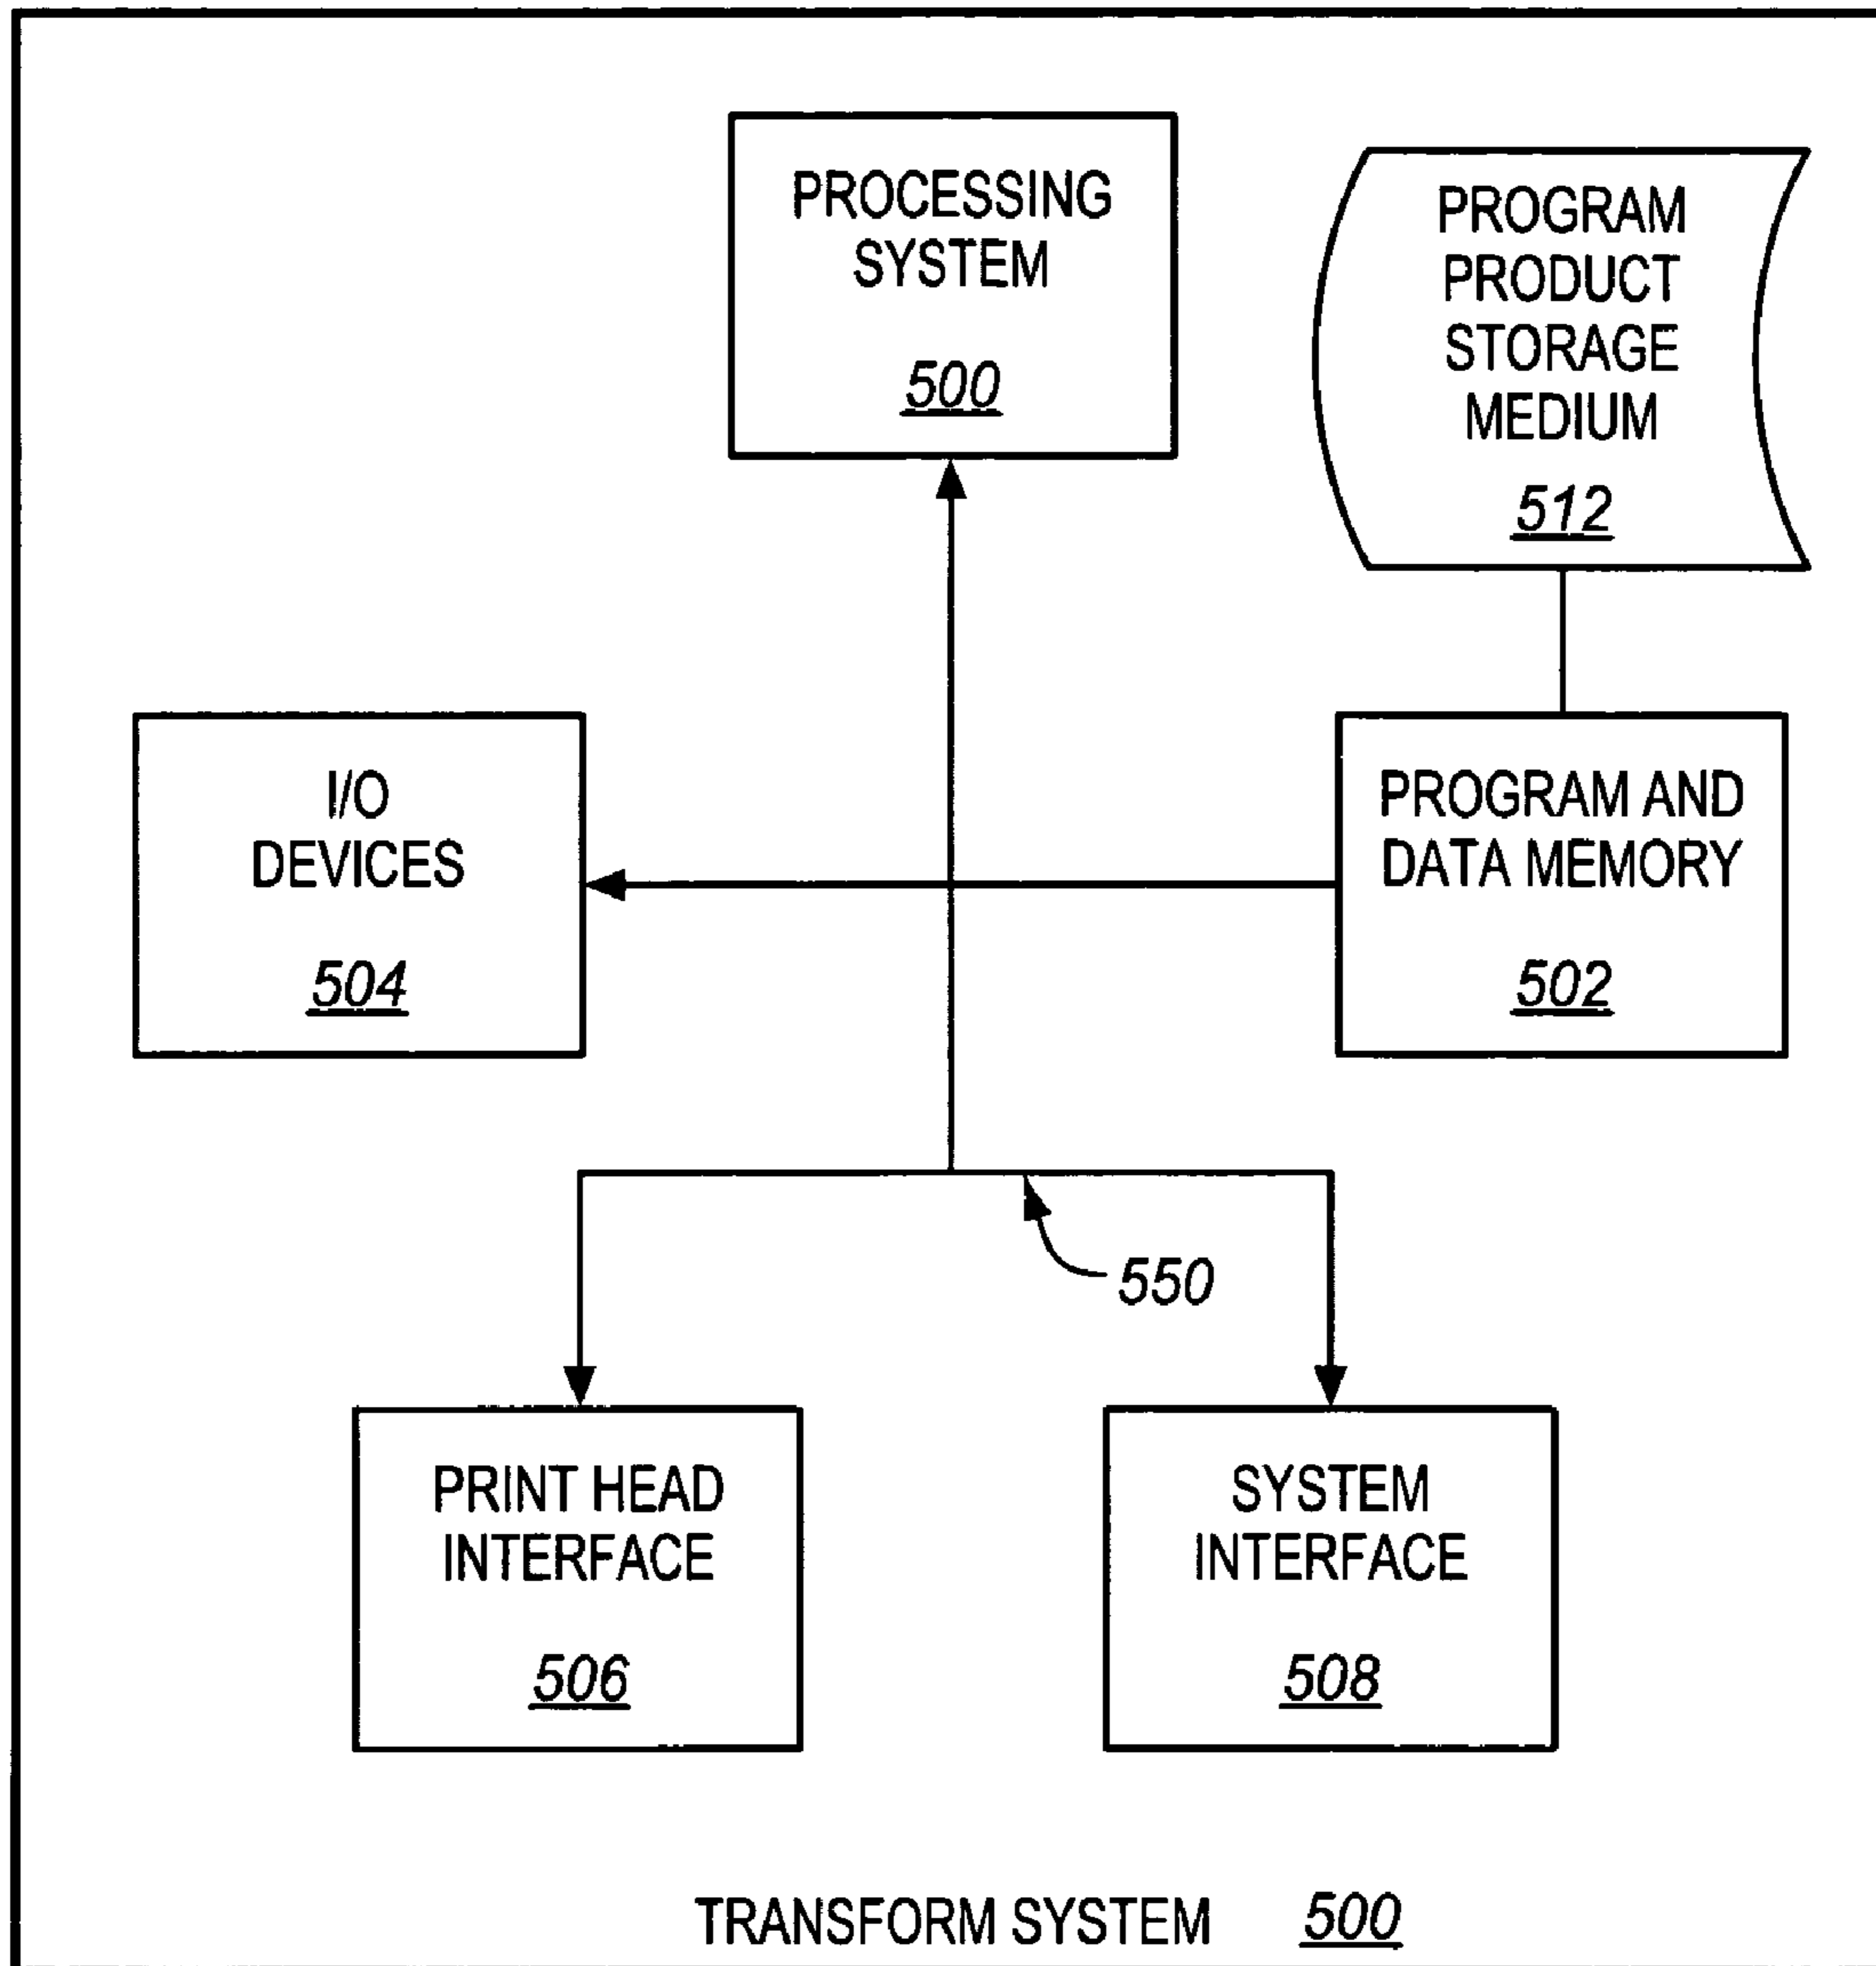 PROCESSING
SYSTEM
500
PROGRAM
PRODUCT
STORAGE
MEDIUM
512
I/O
DEVICES
504
PROGRAM AND
DATA MEMORY
502
550
PRINT HEAD
INTERFACE
506
SYSTEM
INTERFACE
508
TRANSFORM SYSTEM 500